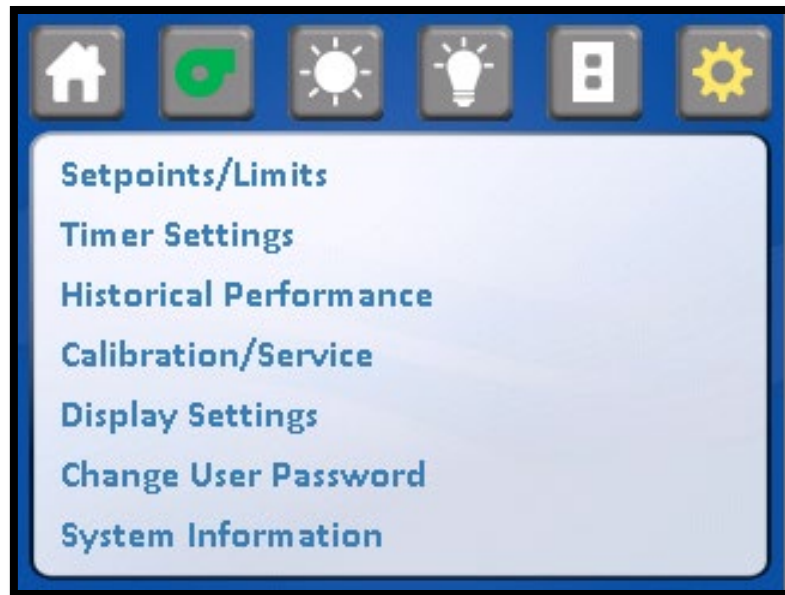 Setpoints/Limits
Timer Settings
Historical Performance
Calibration/Service
Display Settings
Change User Password
System Information